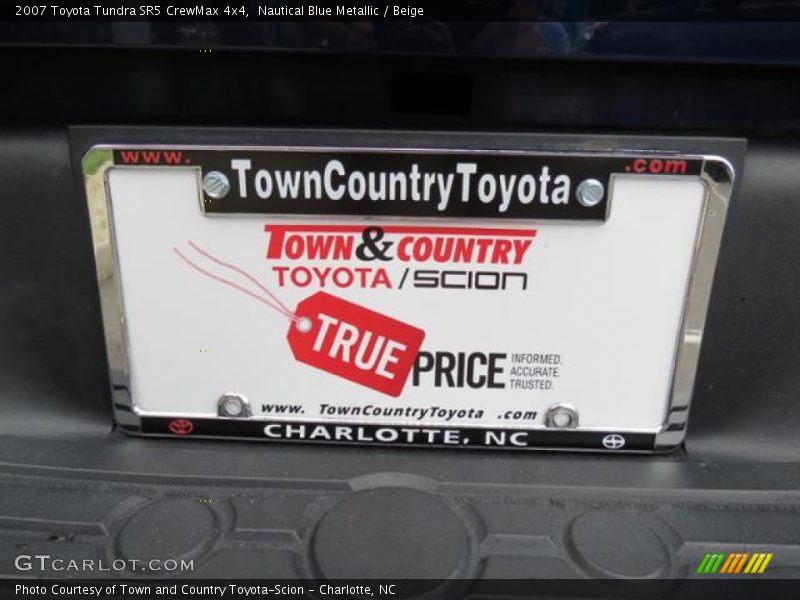 2007 Toyota Tundra SR5 CrewMax 4x4,  Nautical Blue Metallic / Beige
www. .com
TownCountryToyota
TOWN & COUNTRY
TOYOTA / SCION
TRUE
PRICE
INFORMED.
ACCURATE.
TRUSTED.
www. TownCountryToyota .com
CHARLOTTE, NC
GTCARLOT.COM
Photo Courtesy of Town and Country Toyota-Scion - Charlotte, NC